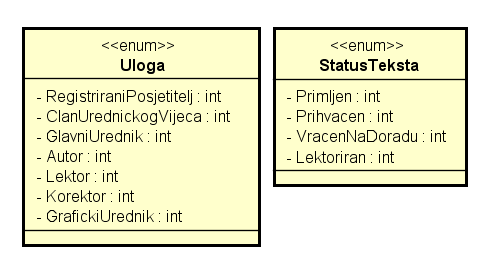 <<enum>>
Uloga
- RegistriraniPosjetitelj : int
- ClanUrednickogVijeca : int
- GlavniUrednik : int
- Autor : int
- Lektor : int
- Korektor : int
- GrafickiUrednik : int
<<enum>>
StatusTeksta
- Primljen : int
- Prihvacen : int
- VracenNaDoradu : int
- Lektoriran : int